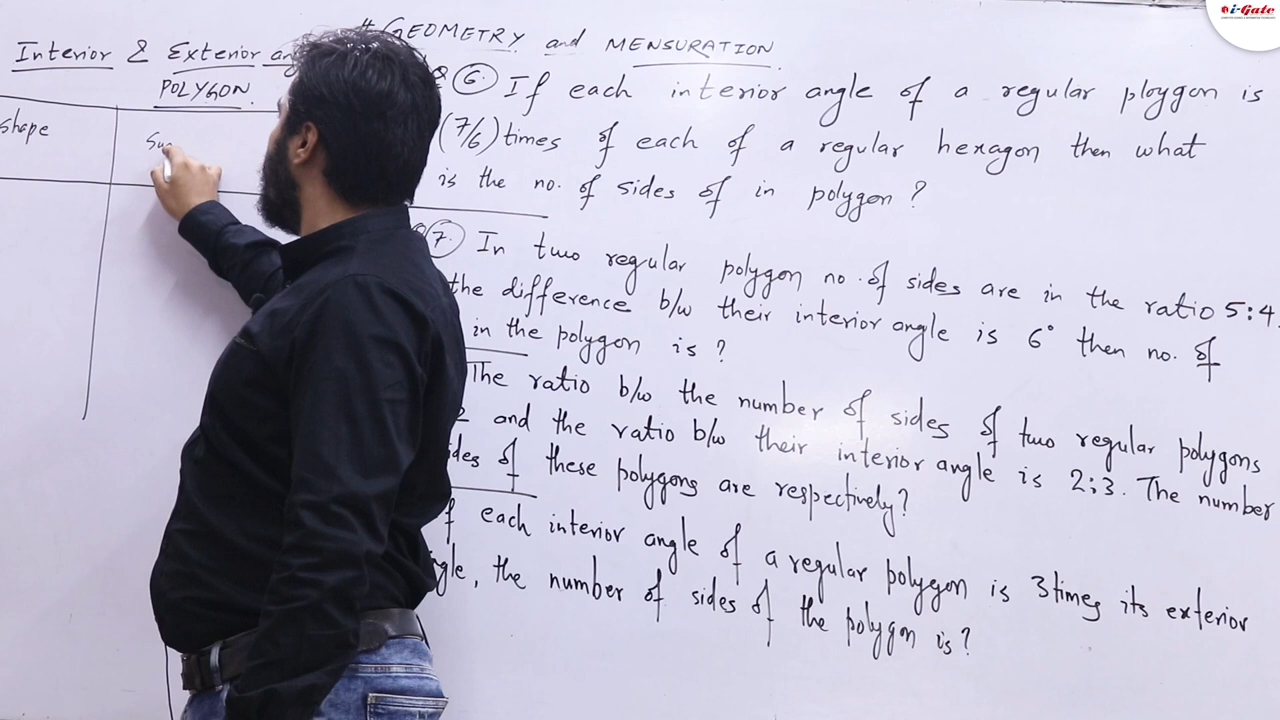 # GEOMETRY and MENSURATION
Interior & Exterior
POLYGON
Shape
Su
6. If each interior angle of a regular ploygon is
(7/6) times of each of a regular hexagon then what
is the no. of sides of in polygon?
7. In two regular polygon no. of sides are in the ratio 5:4
the difference b/w their interior angle is 6° then no. of
in the polygon is?
The ratio b/w the number of sides of two regular polygons
and the ratio b/w their interior angle is 2:3. The number
of these polygons are respectively?
each interior angle of a regular polygon is 3 times its exterior
the number of sides of the polygon is?
i-Gate